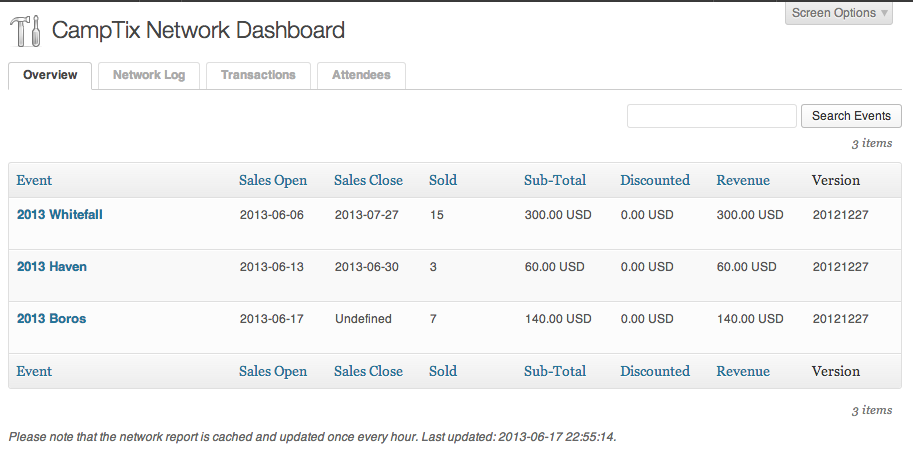 Screen Options
CampTix Network Dashboard
Overview Network Log Transactions Attendees
Search Events
3 items
Event Sales Open Sales Close Sold Sub-Total Discounted Revenue Version
2013 Whitefall 2013-06-06 2013-07-27 15 300.00 USD 0.00 USD 300.00 USD 20121227
2013 Haven 2013-06-13 2013-06-30 3 60.00 USD 0.00 USD 60.00 USD 20121227
2013 Boros 2013-06-17 Undefined 7 140.00 USD 0.00 USD 140.00 USD 20121227
Event Sales Open Sales Close Sold Sub-Total Discounted Revenue Version
3 items
Please note that the network report is cached and updated once every hour. Last updated: 2013-06-17 22:55:14.